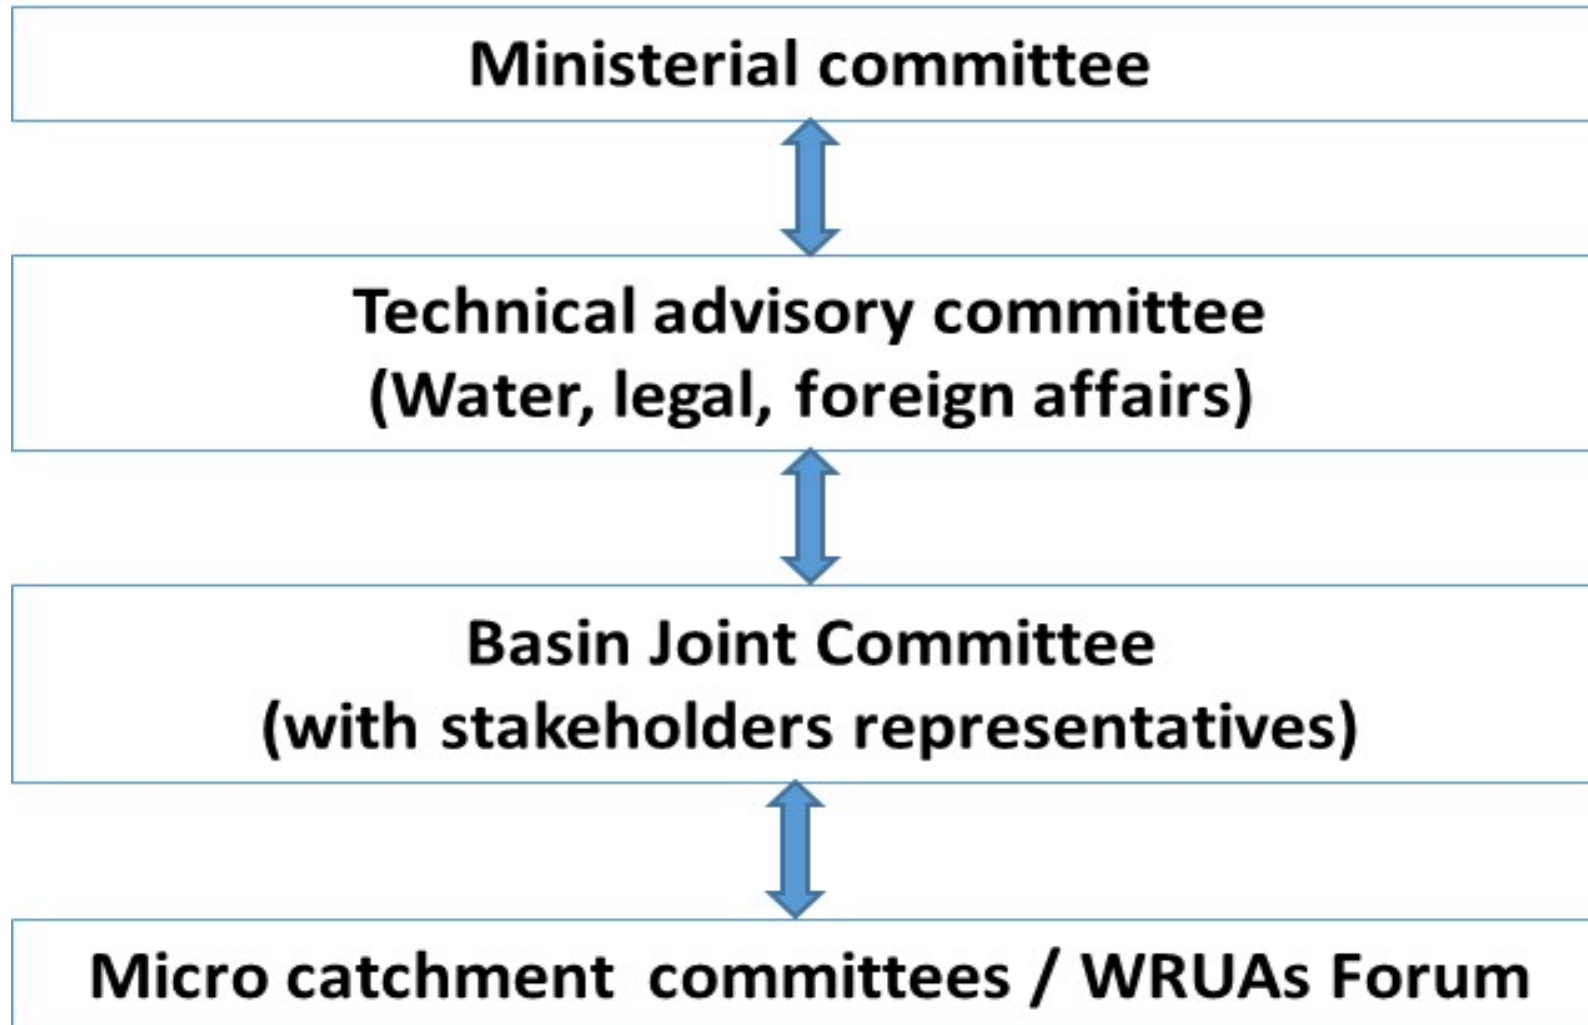 Ministerial committee
Technical advisory committee
(Water, legal, foreign affairs)
Basin Joint Committee
(with stakeholders representatives)
Micro catchment  committees / WRUAs Forum